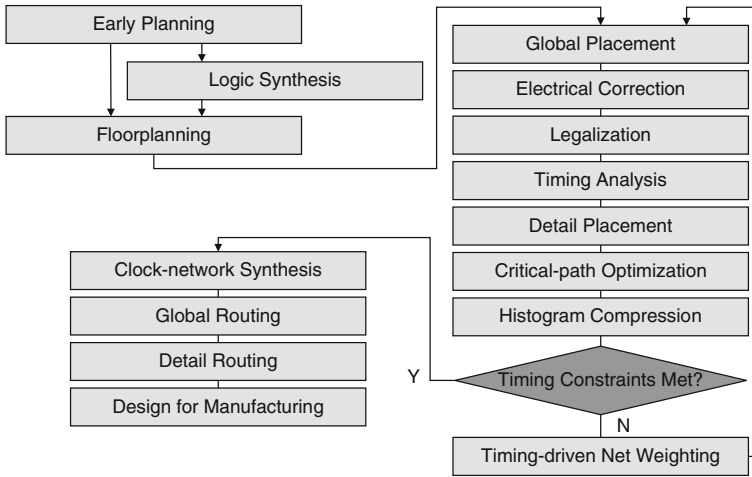 Early Planning
Logic Synthesis
Floorplanning
Global Placement
Electrical Correction
Legalization
Timing Analysis
Detail Placement
Critical-path Optimization
Histogram Compression
Timing Constraints Met?
Y
N
Timing-driven Net Weighting
Clock-network Synthesis
Global Routing
Detail Routing
Design for Manufacturing